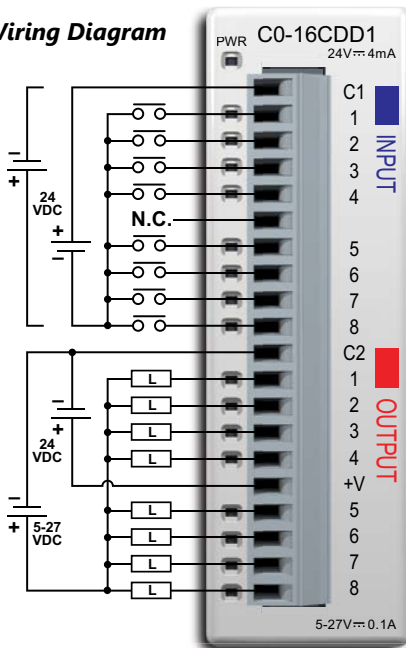 Wiring Diagram
PWR
C0-16CDD1
24V⎓4mA
C1
1
2
3
4
N.C.
5
6
7
8
INPUT
–
+
24
VDC
+
–
C2
L 1
L 2
L 3
L 4
+V
L 5
L 6
L 7
L 8
OUTPUT
–
+
24
VDC
–
+
5-27
VDC
5-27V⎓0.1A